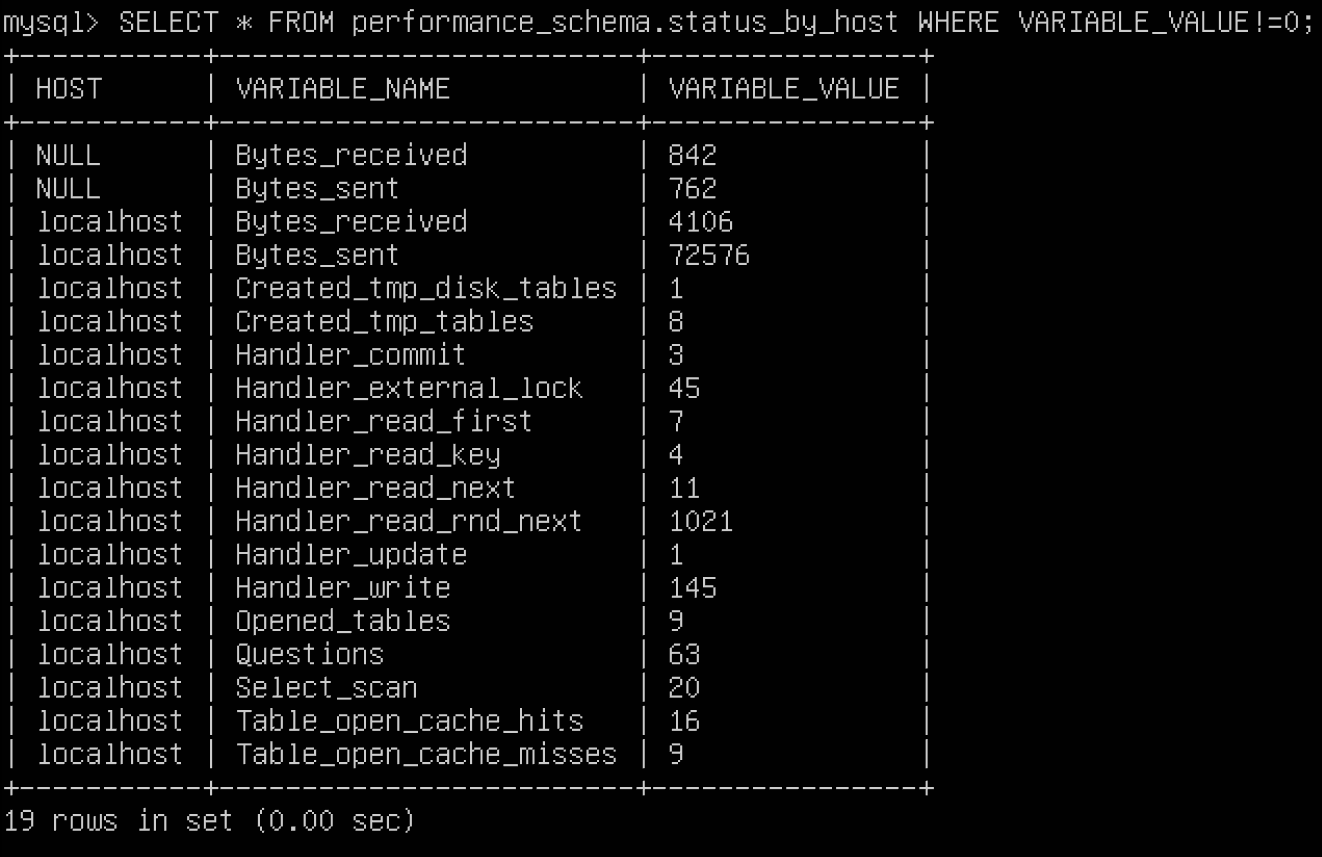 mysql> SELECT * FROM performance_schema.status_by_host WHERE VARIABLE_VALUE!=0;
+-----------+-------------------------+----------------+
| HOST      | VARIABLE_NAME           | VARIABLE_VALUE |
+-----------+-------------------------+----------------+
| NULL      | Bytes_received          | 842            |
| NULL      | Bytes_sent              | 762            |
| localhost | Bytes_received          | 4106           |
| localhost | Bytes_sent              | 72576          |
| localhost | Created_tmp_disk_tables | 1              |
| localhost | Created_tmp_tables      | 8              |
| localhost | Handler_commit          | 3              |
| localhost | Handler_external_lock   | 45             |
| localhost | Handler_read_first      | 7              |
| localhost | Handler_read_key        | 4              |
| localhost | Handler_read_next       | 11             |
| localhost | Handler_read_rnd_next   | 1021           |
| localhost | Handler_update          | 1              |
| localhost | Handler_write           | 145            |
| localhost | Opened_tables           | 9              |
| localhost | Questions               | 63             |
| localhost | Select_scan             | 20             |
| localhost | Table_open_cache_hits   | 16             |
| localhost | Table_open_cache_misses | 9              |
+-----------+-------------------------+----------------+
19 rows in set (0.00 sec)